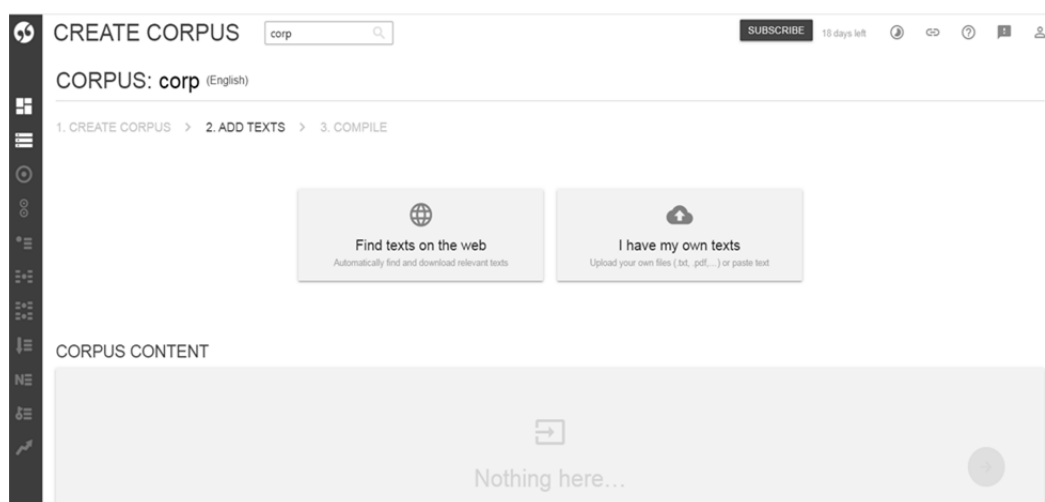 CREATE CORPUS
corp
SUBSCRIBE
18 days left
CORPUS: corp (English)
1. CREATE CORPUS > 2. ADD TEXTS > 3. COMPILE
Find texts on the web
Automatically find and download relevant texts
I have my own texts
Upload your own files (.txt, .pdf,...) or paste text
CORPUS CONTENT
Nothing here...